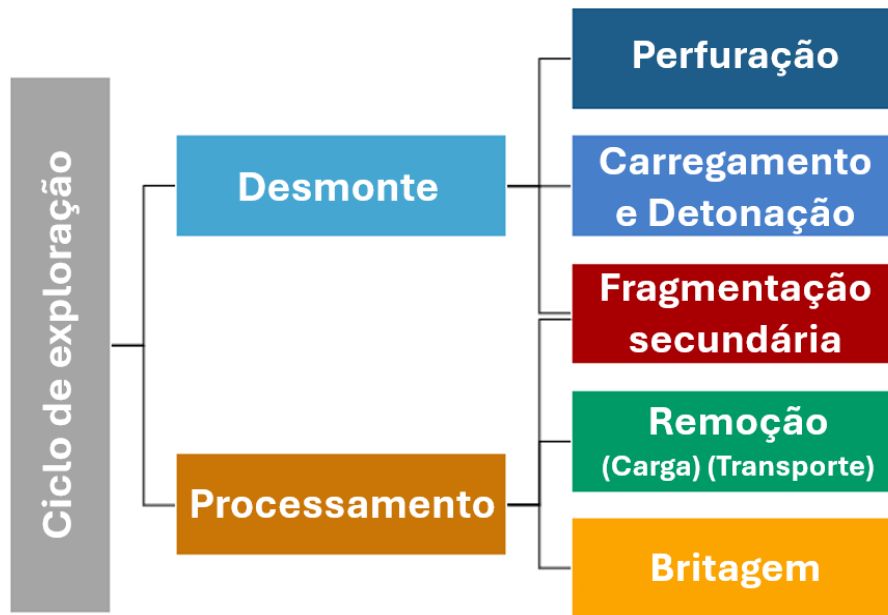 Ciclo de exploração
Desmonte
Processamento
Perfuração
Carregamento
e Detonação
Fragmentação
secundária
Remoção
(Carga) (Transporte)
Britagem